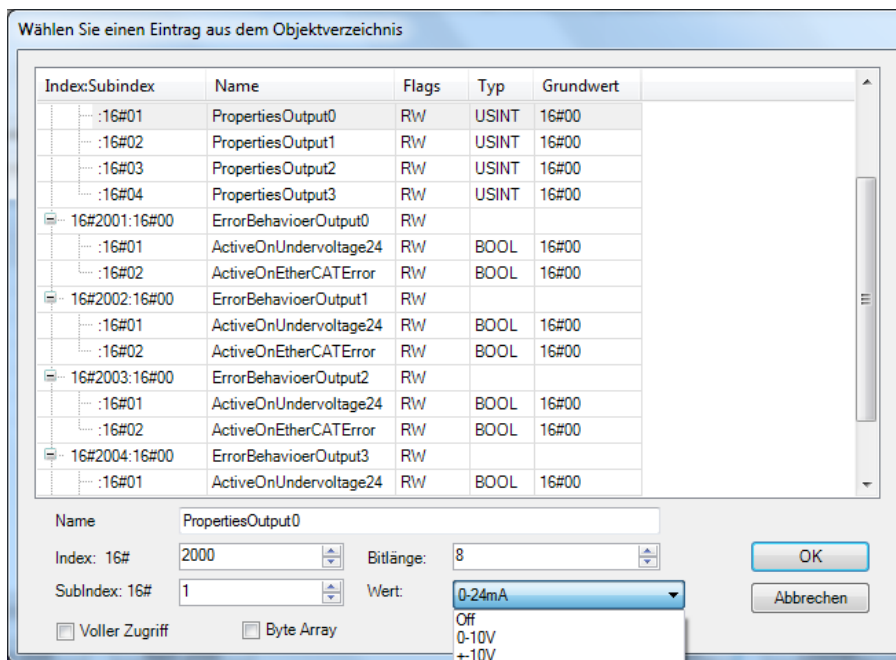 Wählen Sie einen Eintrag aus dem Objektverzeichnis
Index:Subindex Name Flags Typ Grundwert
:16#01 PropertiesOutput0 RW USINT 16#00
:16#02 PropertiesOutput1 RW USINT 16#00
:16#03 PropertiesOutput2 RW USINT 16#00
:16#04 PropertiesOutput3 RW USINT 16#00
16#2001:16#00 ErrorBehavioerOutput0 RW
:16#01 ActiveOnUndervoltage24 RW BOOL 16#00
:16#02 ActiveOnEtherCATError RW BOOL 16#00
16#2002:16#00 ErrorBehavioerOutput1 RW
:16#01 ActiveOnUndervoltage24 RW BOOL 16#00
:16#02 ActiveOnEtherCATError RW BOOL 16#00
16#2003:16#00 ErrorBehavioerOutput2 RW
:16#01 ActiveOnUndervoltage24 RW BOOL 16#00
:16#02 ActiveOnEtherCATError RW BOOL 16#00
16#2004:16#00 ErrorBehavioerOutput3 RW
:16#01 ActiveOnUndervoltage24 RW BOOL 16#00
Name PropertiesOutput0
Index: 16# 2000 Bitlänge: 8 OK
SubIndex: 16# 1 Wert: 0-24mA Abbrechen
Off
Voller Zugriff Byte Array 0-10V
+-10V